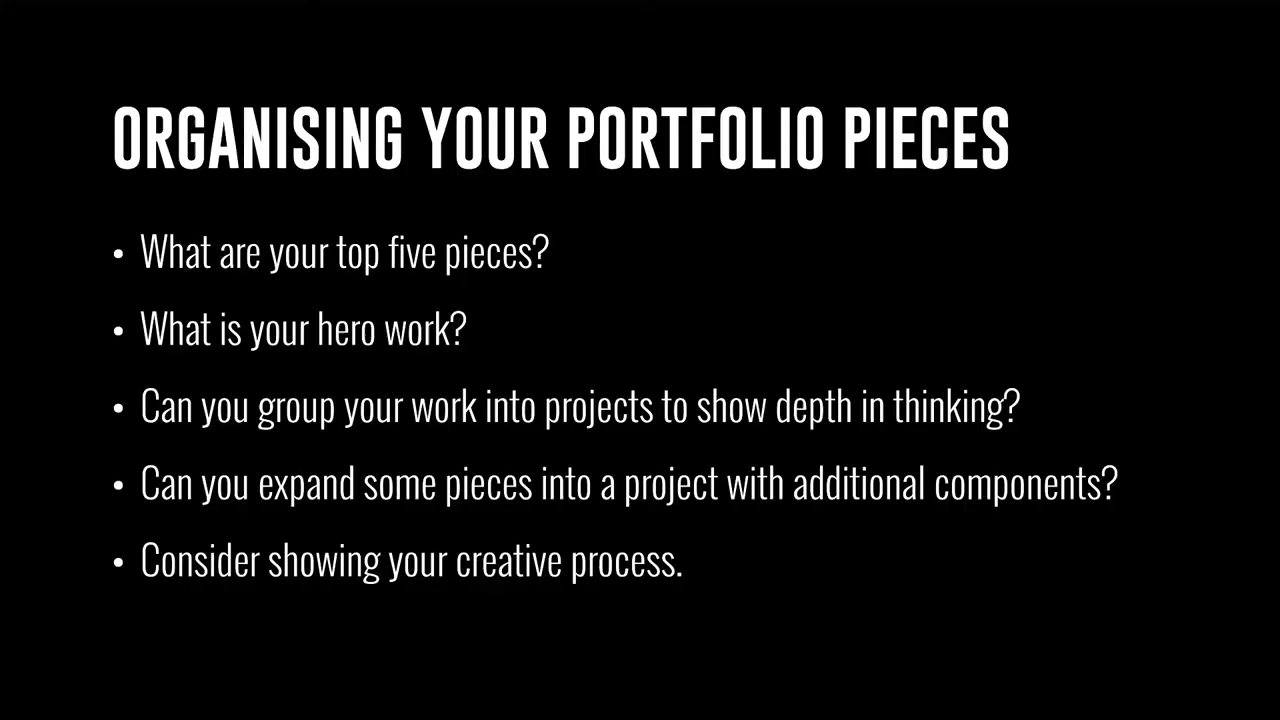 ORGANISING YOUR PORTFOLIO PIECES
• What are your top five pieces?
• What is your hero work?
• Can you group your work into projects to show depth in thinking?
• Can you expand some pieces into a project with additional components?
• Consider showing your creative process.